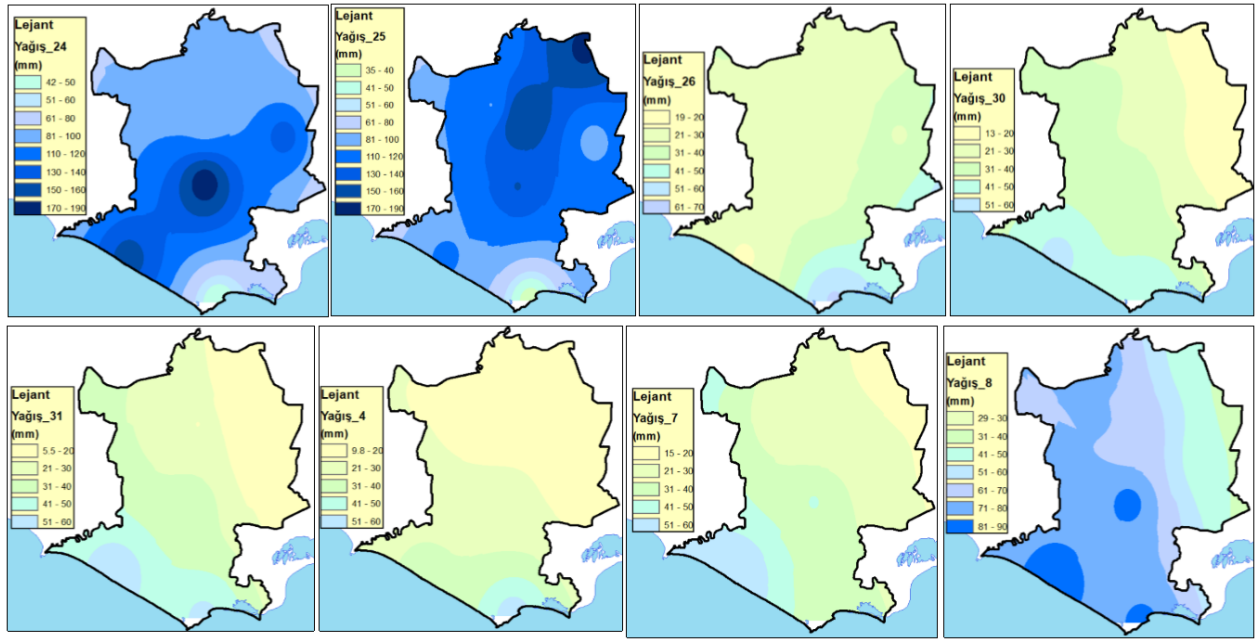 Lejant
Yağış_24
(mm)
42 - 50
51 - 60
61 - 80
81 - 100
110 - 120
130 - 140
150 - 160
170 - 190
Lejant
Yağış_25
(mm)
35 - 40
41 - 50
51 - 60
61 - 80
81 - 100
110 - 120
130 - 140
150 - 160
170 - 190
Lejant
Yağış_26
(mm)
19 - 20
21 - 30
31 - 40
41 - 50
51 - 60
61 - 70
Lejant
Yağış_30
(mm)
13 - 20
21 - 30
31 - 40
41 - 50
51 - 60
Lejant
Yağış_31
(mm)
5.5 - 20
21 - 30
31 - 40
41 - 50
51 - 60
Lejant
Yağış_4
(mm)
9.8 - 20
21 - 30
31 - 40
41 - 50
51 - 60
Lejant
Yağış_7
(mm)
15 - 20
21 - 30
31 - 40
41 - 50
51 - 60
Lejant
Yağış_8
(mm)
29 - 30
31 - 40
41 - 50
51 - 60
61 - 70
71 - 80
81 - 90